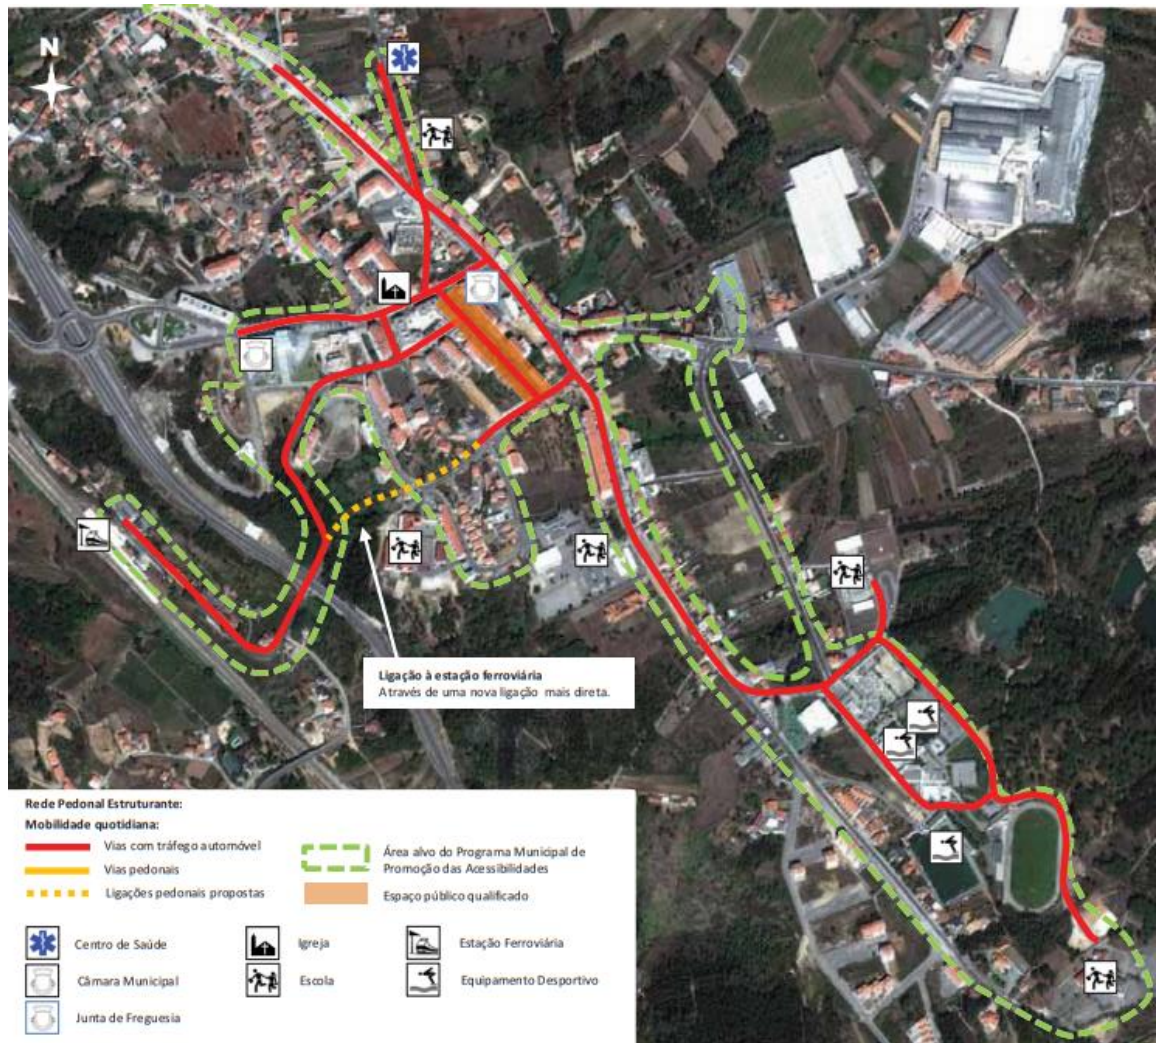 N
Ligação à estação ferroviária
Através de uma nova ligação mais direta.
Rede Pedonal Estruturante:
Mobilidade quotidiana:
Vias com tráfego automóvel
Vias pedonais
Ligações pedonais propostas
Área alvo do Programa Municipal de
Promoção das Acessibilidades
Espaço público qualificado
Centro de Saúde
Igreja
Estação Ferroviária
Câmara Municipal
Escola
Equipamento Desportivo
Junta de Freguesia